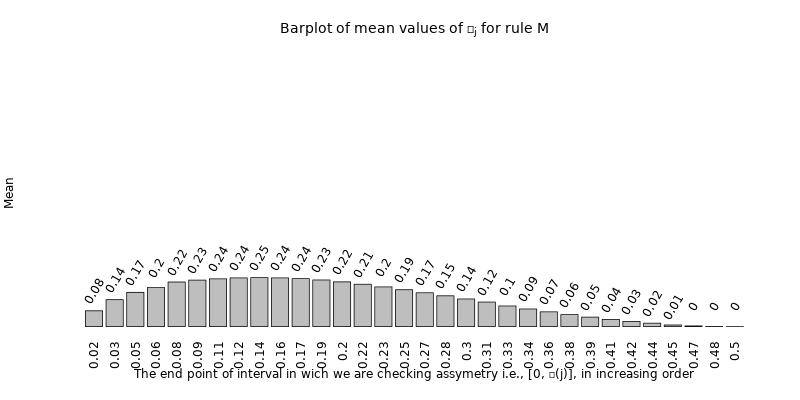 Barplot of mean values of □j for rule M
Mean
0.08 0.14 0.17 0.2 0.22 0.23 0.24 0.24 0.25 0.24 0.24 0.23 0.22 0.21 0.2 0.19 0.17 0.15 0.14 0.12 0.1 0.09 0.07 0.06 0.05 0.04 0.03 0.02 0.01 0 0 0
0.02 0.03 0.05 0.06 0.08 0.09 0.11 0.12 0.14 0.16 0.17 0.19 0.2 0.22 0.23 0.25 0.27 0.28 0.3 0.31 0.33 0.34 0.36 0.38 0.39 0.41 0.42 0.44 0.45 0.47 0.48 0.5
The end point of interval in wich we are checking assymetry i.e., [0, □(j)], in increasing order